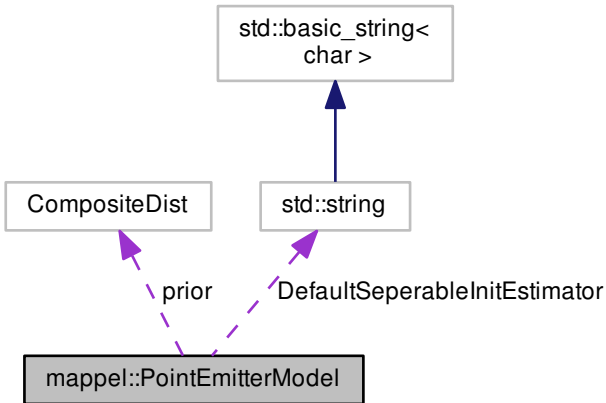 std::basic_string<
char >
CompositeDist
std::string
prior
DefaultSeperableInitEstimator
mappel::PointEmitterModel